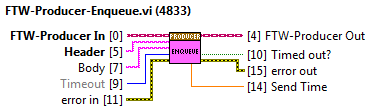 FTW-Producer-Enqueue.vi (4833)
FTW-Producer In [0]
Header [5]
Body [7]
Timeout [9]
error in [11]
PRODUCER
ENQUEUE
[4] FTW-Producer Out
[10] Timed out?
[15] error out
[14] Send Time